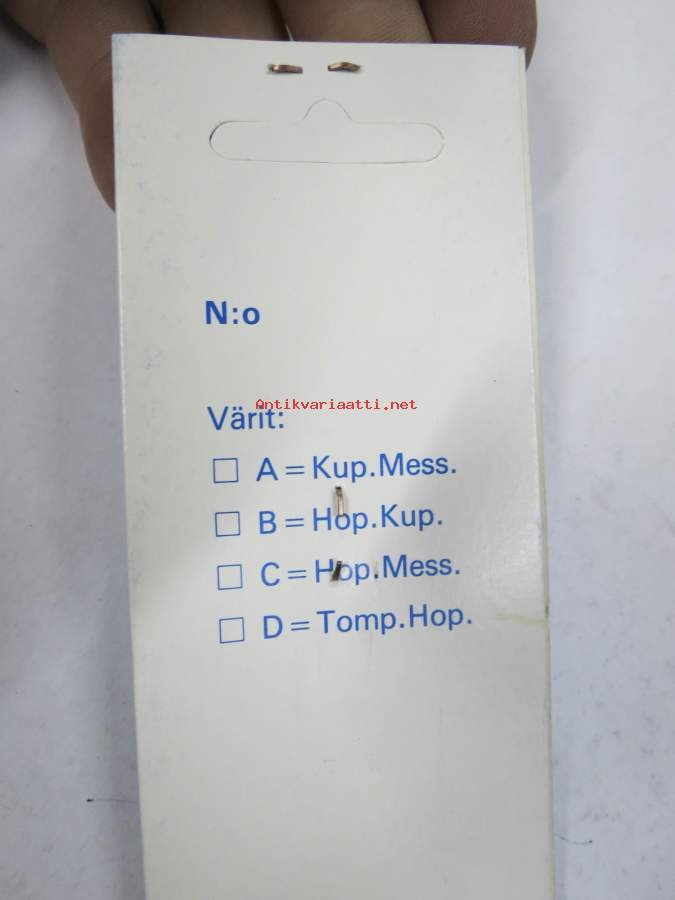 N:o
Antikvariaatti.net
Värit:
☐ A = Kup.Mess.
☐ B = Hop.Kup.
☐ C = Hop.Mess.
☐ D = Tomp.Hop.